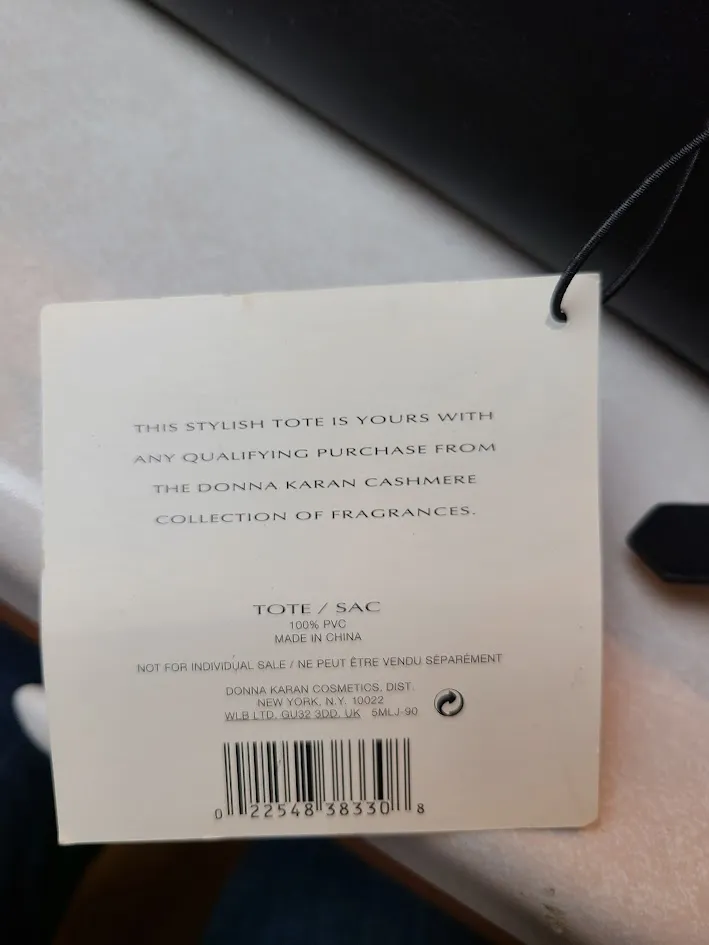 THIS STYLISH TOTE IS YOURS WITH
ANY QUALIFYING PURCHASE FROM
THE DONNA KARAN CASHMERE
COLLECTION OF FRAGRANCES.
TOTE / SAC
100% PVC
MADE IN CHINA
NOT FOR INDIVIDUAL SALE / NE PEUT ÊTRE VENDU SÉPARÉMENT
DONNA KARAN COSMETICS, DIST.
NEW YORK, N.Y. 10022
WLB LTD. GU32 3DD. UK 5MLJ-90
0 22548 38330 8